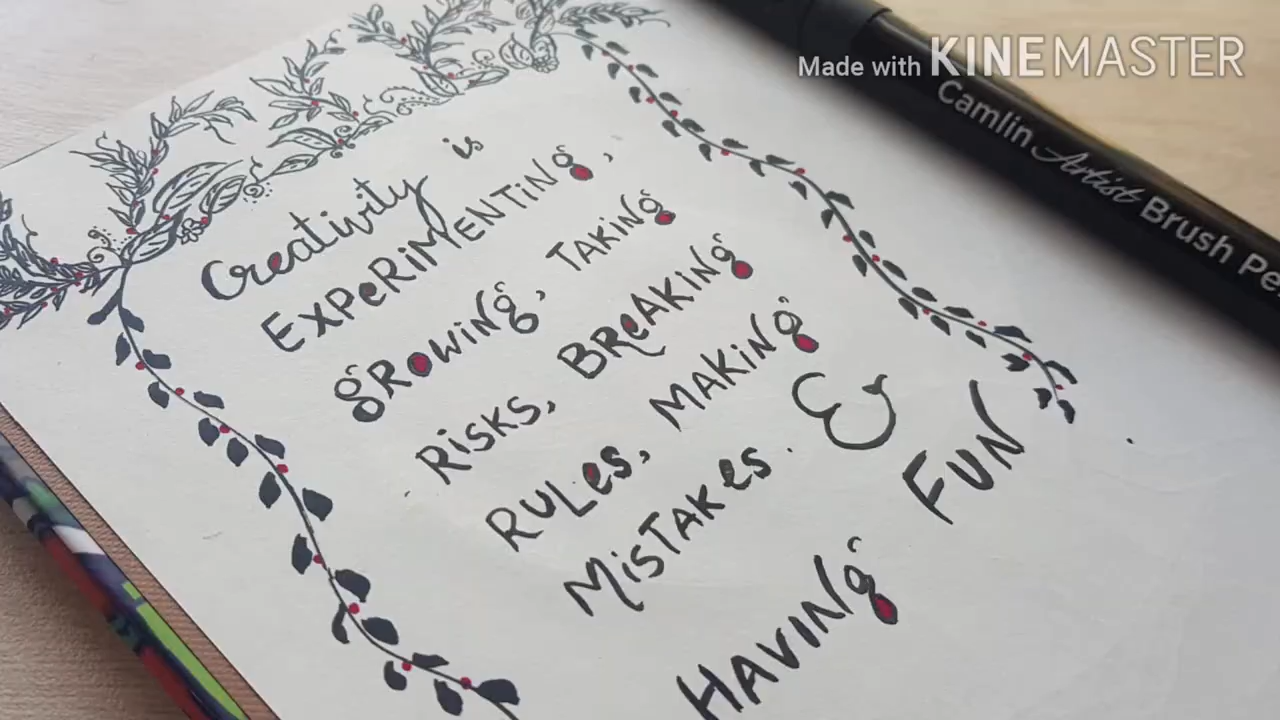 Made with KINEMASTER
Camlin Artist Brush Pe
Creativity is
EXPERIMENTING,
GROWING, TAKING
RISKS, BREAKING
RULES, MAKING
MISTAKES. &
HAVING FUN